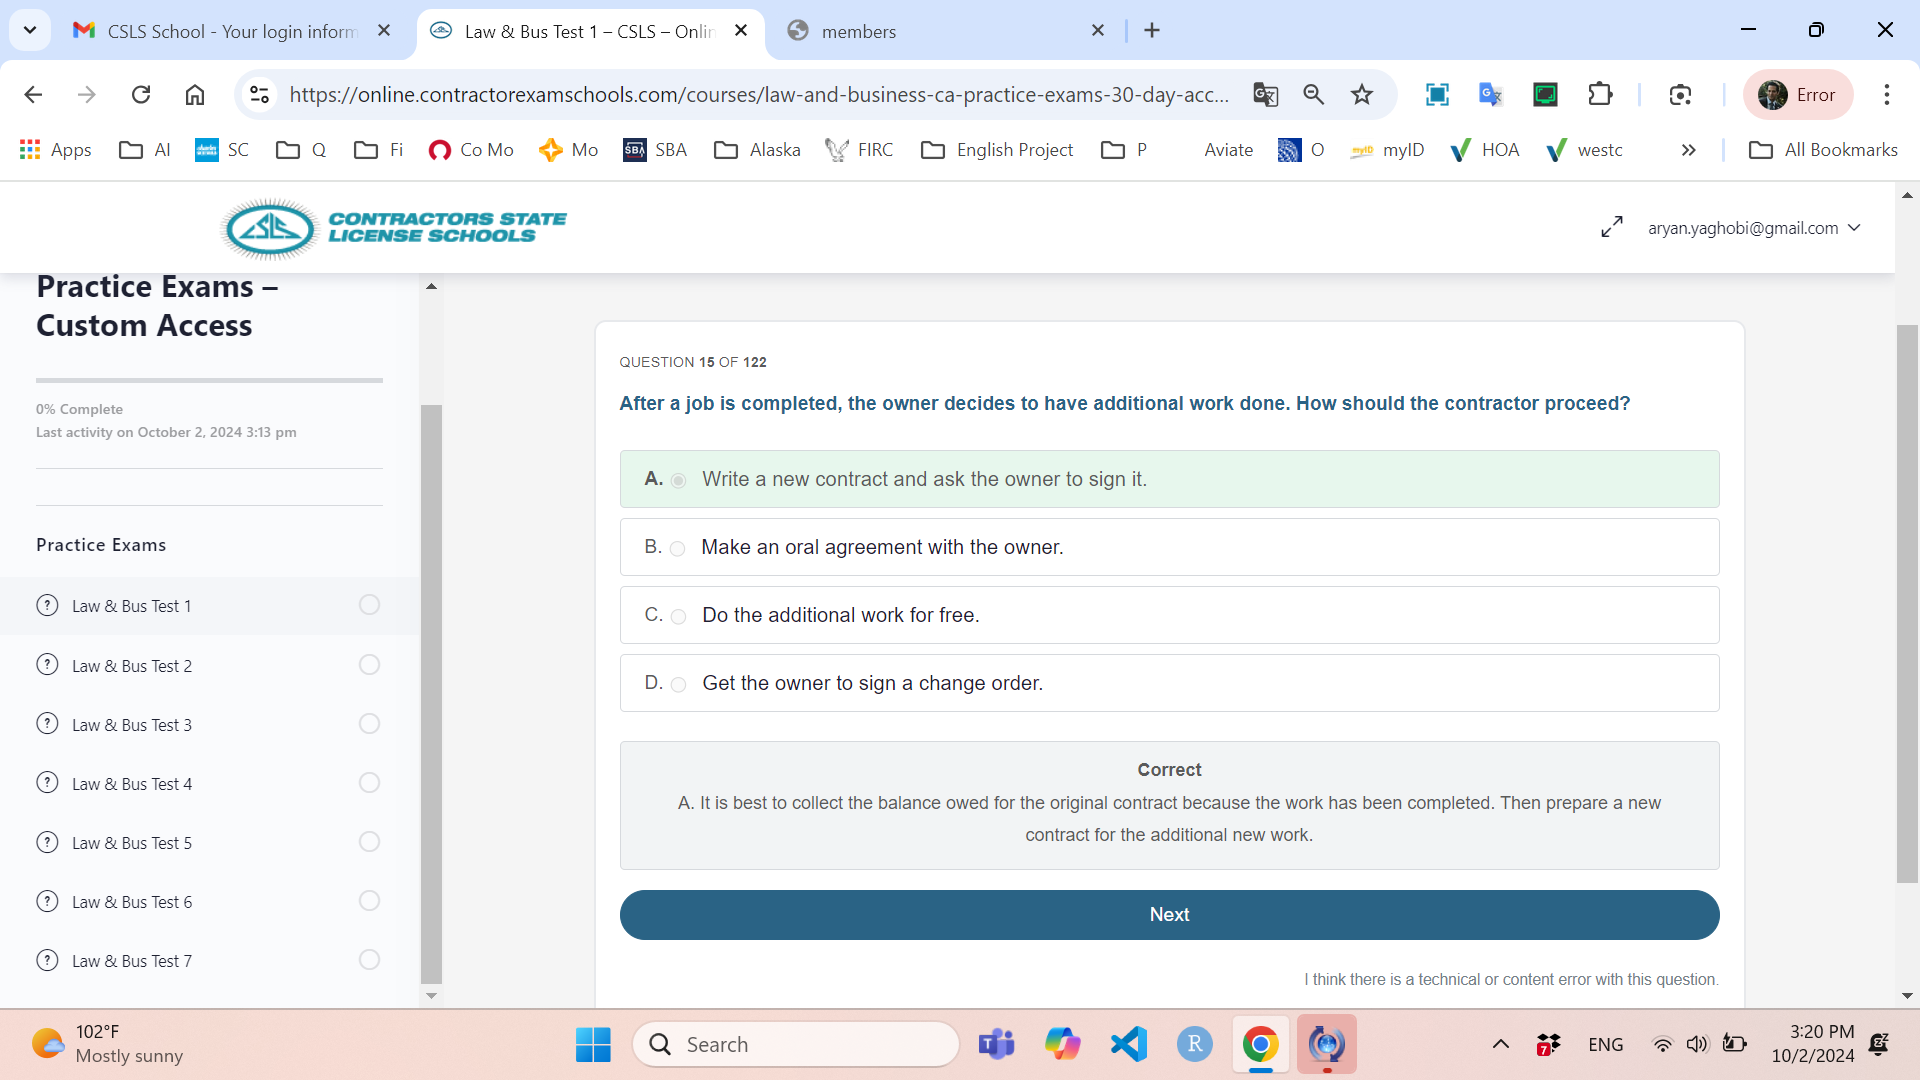 CSLS School - Your login inform
Law & Bus Test 1 – CSLS – Onlin
members
https://online.contractorexamschools.com/courses/law-and-business-ca-practice-exams-30-day-acc...
Error
Apps
AI
SC
Q
Fi
Co Mo
Mo
SBA
SBA
Alaska
FIRC
English Project
P
Aviate
O
myID
myID
HOA
westc
All Bookmarks
CSLS
CONTRACTORS STATE
LICENSE SCHOOLS
aryan.yaghobi@gmail.com
Practice Exams –
Custom Access
0% Complete
Last activity on October 2, 2024 3:13 pm
Practice Exams
Law & Bus Test 1
Law & Bus Test 2
Law & Bus Test 3
Law & Bus Test 4
Law & Bus Test 5
Law & Bus Test 6
Law & Bus Test 7
QUESTION 15 OF 122
After a job is completed, the owner decides to have additional work done. How should the contractor proceed?
A. Write a new contract and ask the owner to sign it.
B. Make an oral agreement with the owner.
C. Do the additional work for free.
D. Get the owner to sign a change order.
Correct
A. It is best to collect the balance owed for the original contract because the work has been completed. Then prepare a new
contract for the additional new work.
Next
I think there is a technical or content error with this question.
102°F
Mostly sunny
Search
R
7
ENG
3:20 PM
10/2/2024